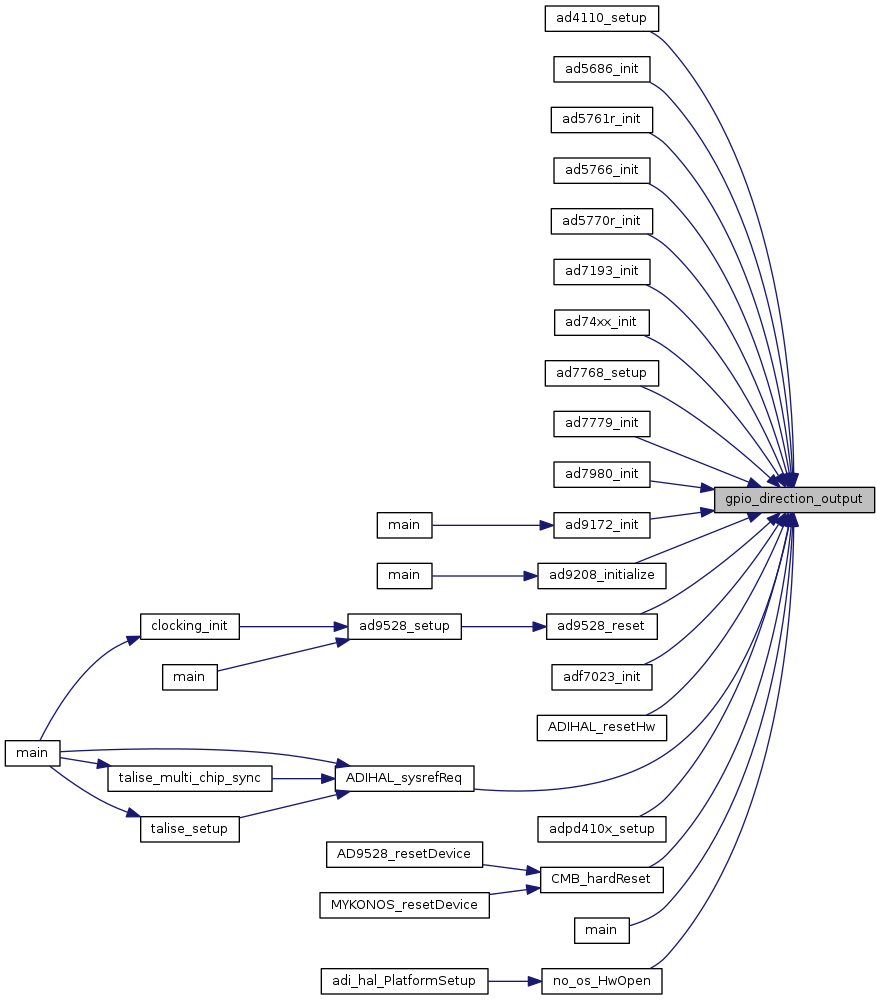 ad4110_setup
ad5686_init
ad5761r_init
ad5766_init
ad5770r_init
ad7193_init
ad74xx_init
ad7768_setup
ad7779_init
ad7980_init
gpio_direction_output
main
ad9172_init
main
ad9208_initialize
clocking_init
ad9528_setup
ad9528_reset
main
adf7023_init
ADIHAL_resetHw
main
talise_multi_chip_sync
ADIHAL_sysrefReq
talise_setup
adpd410x_setup
AD9528_resetDevice
CMB_hardReset
MYKONOS_resetDevice
main
adi_hal_PlatformSetup
no_os_HwOpen